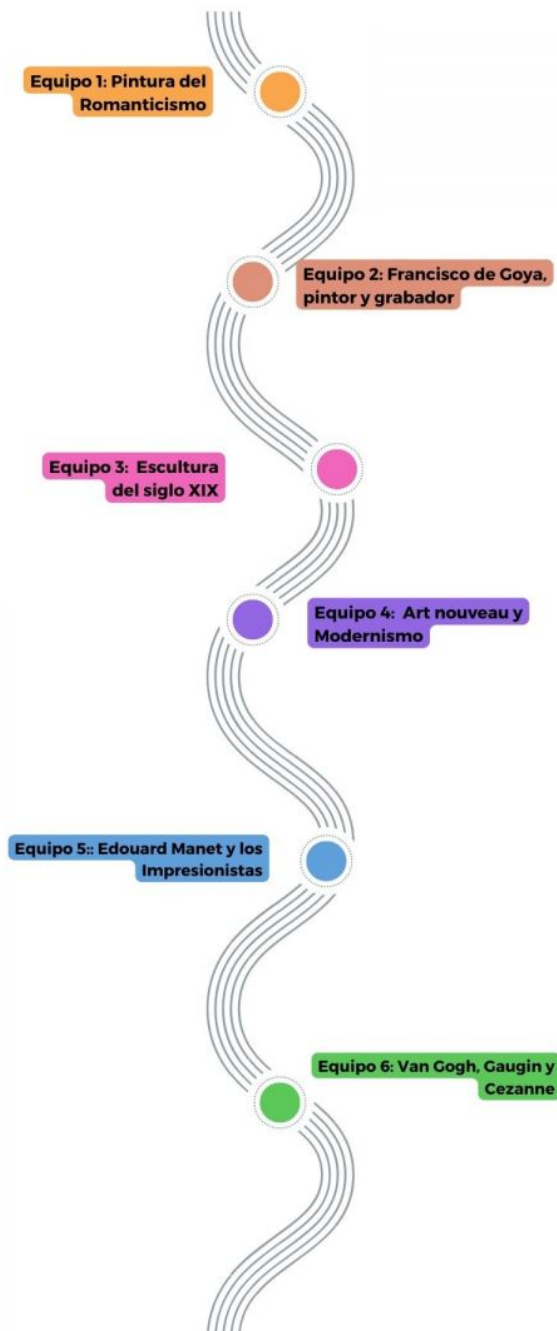 Equipo 1: Pintura del
Romanticismo
Equipo 2: Francisco de Goya,
pintor y grabador
Equipo 3: Escultura
del siglo XIX
Equipo 4: Art nouveau y
Modernismo
Equipo 5:: Edouard Manet y los
Impresionistas
Equipo 6: Van Gogh, Gaugin y
Cezanne